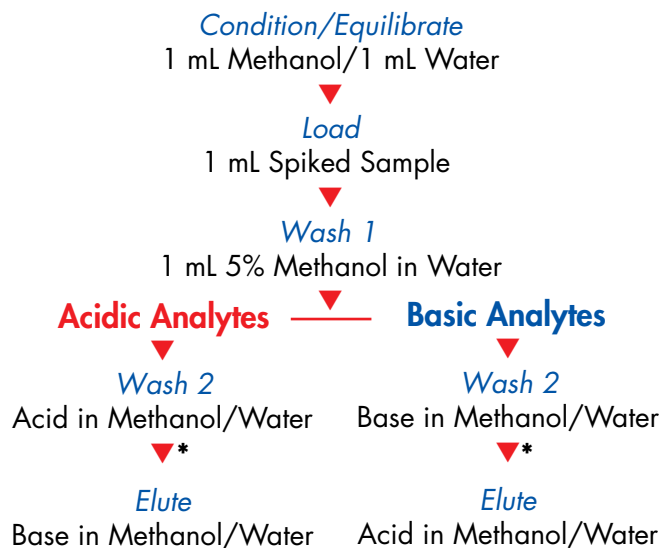 Condition/Equilibrate
1 mL Methanol/1 mL Water
Load
1 mL Spiked Sample
Wash 1
1 mL 5% Methanol in Water
Acidic Analytes
Basic Analytes
Wash 2
Acid in Methanol/Water
*
Elute
Base in Methanol/Water
Wash 2
Base in Methanol/Water
*
Elute
Acid in Methanol/Water